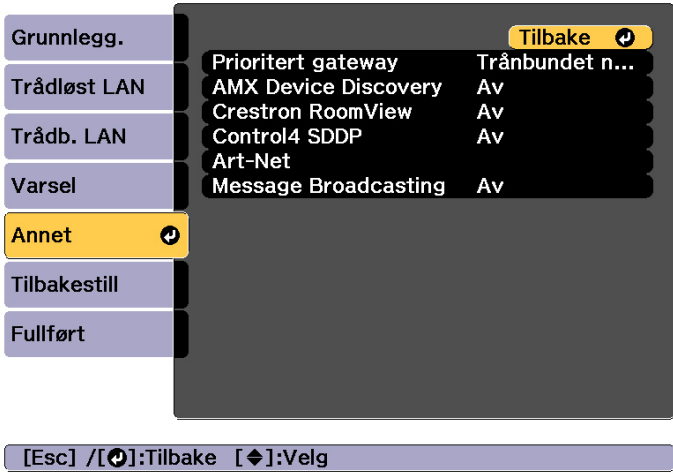 Grunnlegg.
Trådløst LAN
Trådb. LAN
Varsel
Annet
Tilbakestill
Fullført
Tilbake
Prioritert gateway Trånbundet n...
AMX Device Discovery Av
Crestron RoomView Av
Control4 SDDP Av
Art-Net
Message Broadcasting Av
[Esc] /[⏎]:Tilbake [◆]:Velg